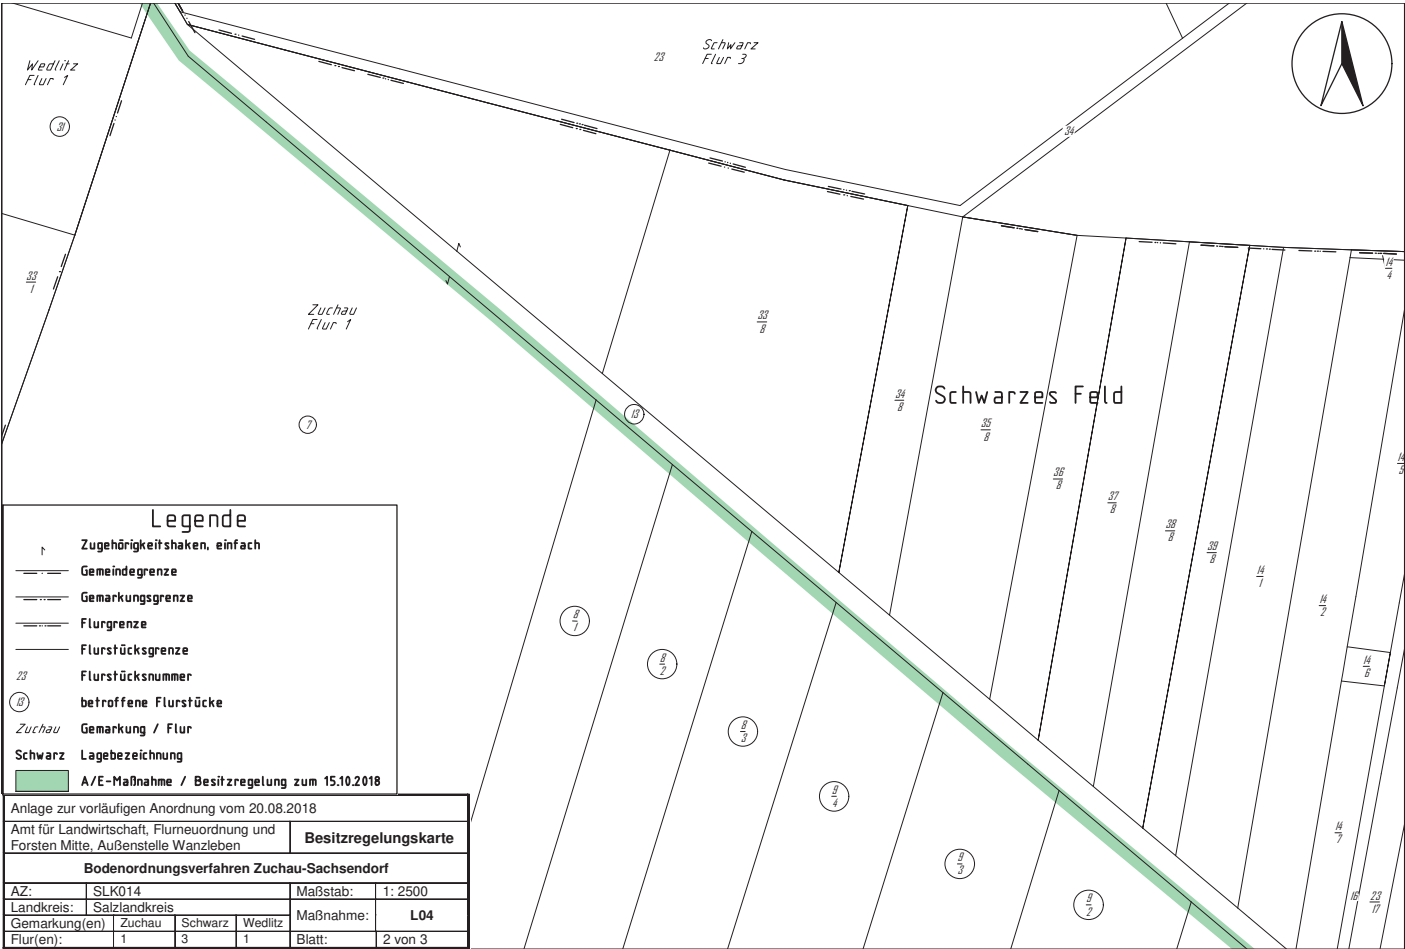 Wedlitz
Flur 1
31
33
1
Schwarz
Flur 3
23
34
Zuchau
Flur 1
7
13
33
8
34
8
Schwarzes Feld
35
8
36
8
37
8
38
8
39
8
14
1
14
2
14
4
14
5
14
6
14
7
16
23
17
8
1
8
2
8
3
9
4
9
3
9
2
Legende
Zugehörigkeitshaken, einfach
Gemeindegrenze
Gemarkungsgrenze
Flurgrenze
Flurstücksgrenze
23 Flurstücksnummer
13 betroffene Flurstücke
Zuchau Gemarkung / Flur
Schwarz Lagebezeichnung
A/E-Maßnahme / Besitzregelung zum 15.10.2018
Anlage zur vorläufigen Anordnung vom 20.08.2018
Amt für Landwirtschaft, Flurneuordnung und
Forsten Mitte, Außenstelle Wanzleben
Besitzregelungskarte
Bodenordnungsverfahren Zuchau-Sachsendorf
AZ: SLK014 Maßstab: 1: 2500
Landkreis: Salzlandkreis
Maßnahme: L04
Gemarkung(en) Zuchau Schwarz Wedlitz
Flur(en): 1 3 1 Blatt: 2 von 3